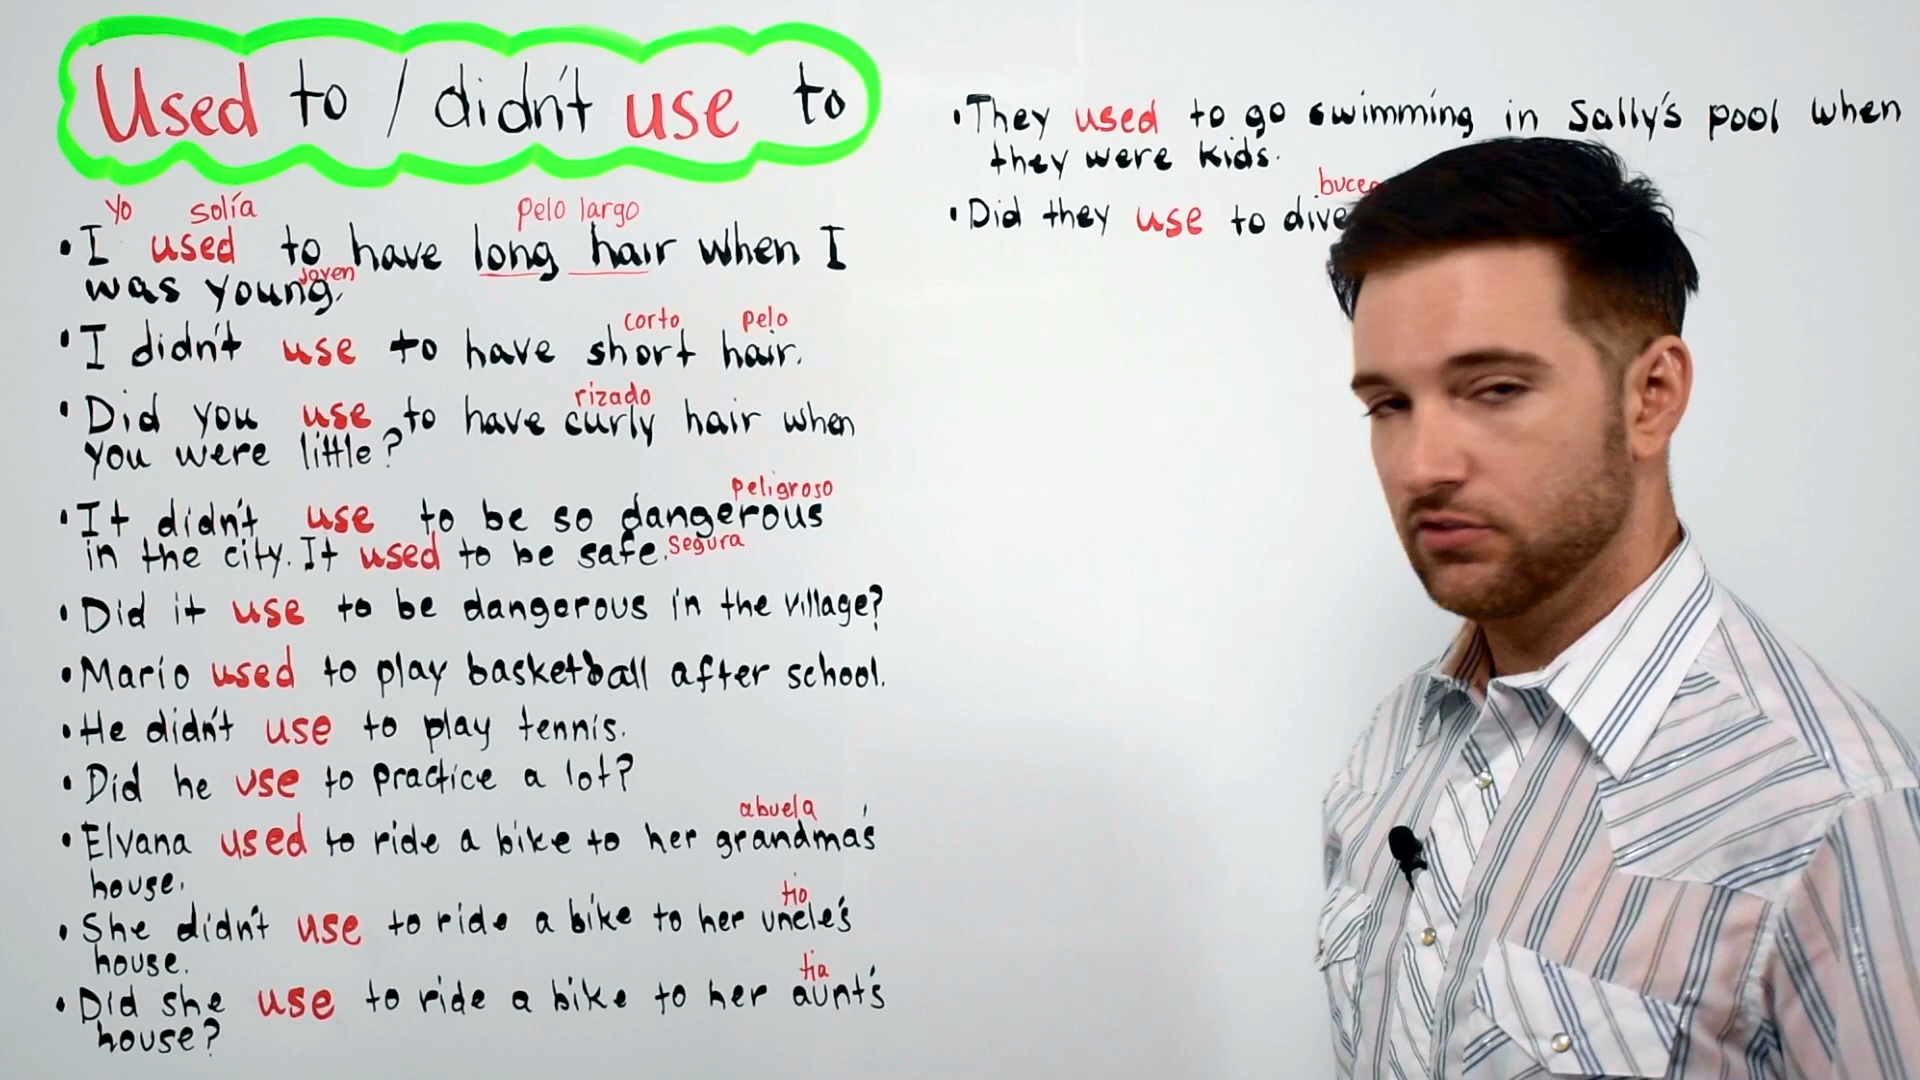 Used to / didn't use to
yo solía pelo largo
• I used to have long hair when I
joven
was young.
corto pelo
• I didn't use to have short hair.
rizado
• Did you use to have curly hair when
you were little?
peligroso
• It didn't use to be so dangerous
in the city. It used to be safe. segura
• Did it use to be dangerous in the village?
• Mario used to play basketball after school.
• He didn't use to play tennis.
• Did he use to practice a lot?
abuela
• Elvana used to ride a bike to her grandma's
house.
tio
• She didn't use to ride a bike to her uncle's
house.
tia
• Did she use to ride a bike to her aunt's
house?
• They used to go swimming in Sally's pool when
they were kids.
• Did they use to dive